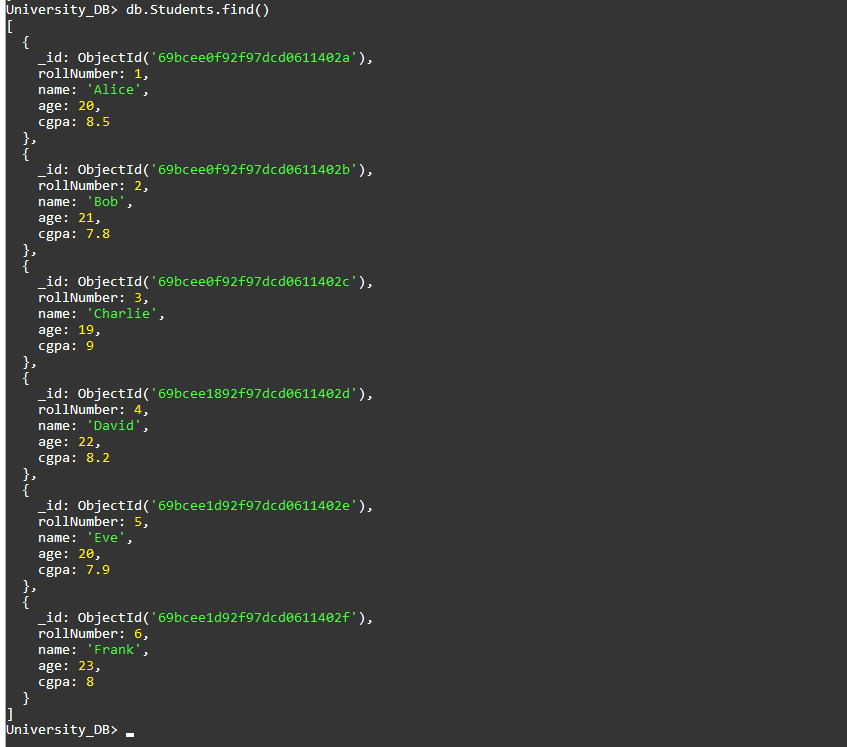 University_DB> db.Students.find()
[
  {
    _id: ObjectId('69bcee0f92f97dcd0611402a'),
    rollNumber: 1,
    name: 'Alice',
    age: 20,
    cgpa: 8.5
  },
  {
    _id: ObjectId('69bcee0f92f97dcd0611402b'),
    rollNumber: 2,
    name: 'Bob',
    age: 21,
    cgpa: 7.8
  },
  {
    _id: ObjectId('69bcee0f92f97dcd0611402c'),
    rollNumber: 3,
    name: 'Charlie',
    age: 19,
    cgpa: 9
  },
  {
    _id: ObjectId('69bcee1892f97dcd0611402d'),
    rollNumber: 4,
    name: 'David',
    age: 22,
    cgpa: 8.2
  },
  {
    _id: ObjectId('69bcee1d92f97dcd0611402e'),
    rollNumber: 5,
    name: 'Eve',
    age: 20,
    cgpa: 7.9
  },
  {
    _id: ObjectId('69bcee1d92f97dcd0611402f'),
    rollNumber: 6,
    name: 'Frank',
    age: 23,
    cgpa: 8
  }
]
University_DB> _